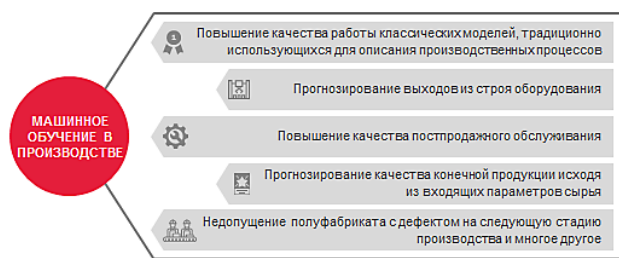 МАШИННОЕ
ОБУЧЕНИЕ В
ПРОИЗВОДСТВЕ
Повышение качества работы классических моделей, традиционно
использующихся для описания производственных процессов
Прогнозирование выходов из строя оборудования
Повышение качества постпродажного обслуживания
Прогнозирование качества конечной продукции исходя
из входящих параметров сырья
Недопущение полуфабриката с дефектом на следующую стадию
производства и многое другое